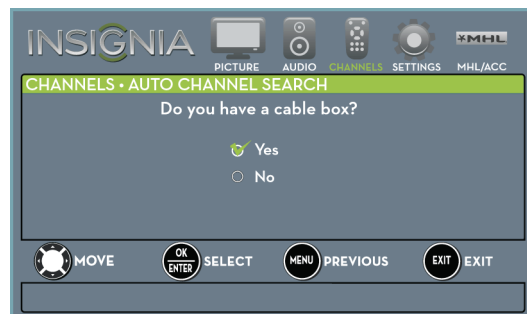 INSIGNIA
PICTURE AUDIO CHANNELS SETTINGS MHL/ACC
MHL
CHANNELS • AUTO CHANNEL SEARCH
Do you have a cable box?
Yes
No
MOVE OK ENTER SELECT MENU PREVIOUS EXIT EXIT